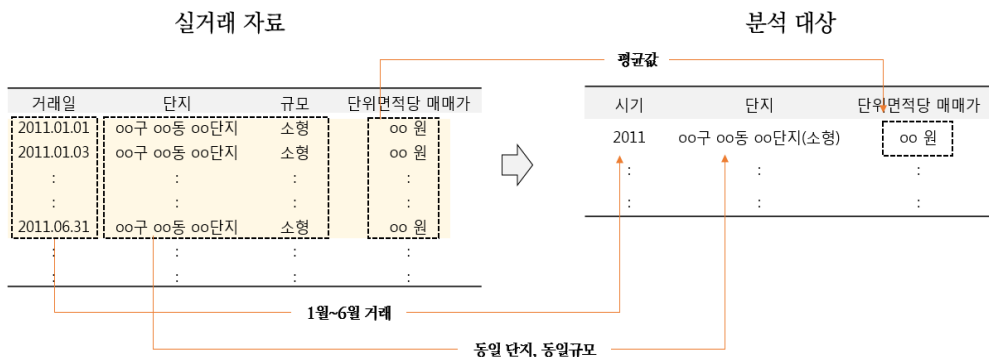 실거래 자료
분석 대상
평균값
거래일 단지 규모 단위면적당 매매가
시기 단지 단위면적당 매매가
2011.01.01 oo구 oo동 oo단지 소형 oo 원
2011.01.03 oo구 oo동 oo단지 소형 oo 원
2011 oo구 oo동 oo단지(소형) oo 원
: : : :
: : :
: : : :
: : :
2011.06.31 oo구 oo동 oo단지 소형 oo 원
: : : :
: : : :
1월~6월 거래
동일 단지, 동일규모